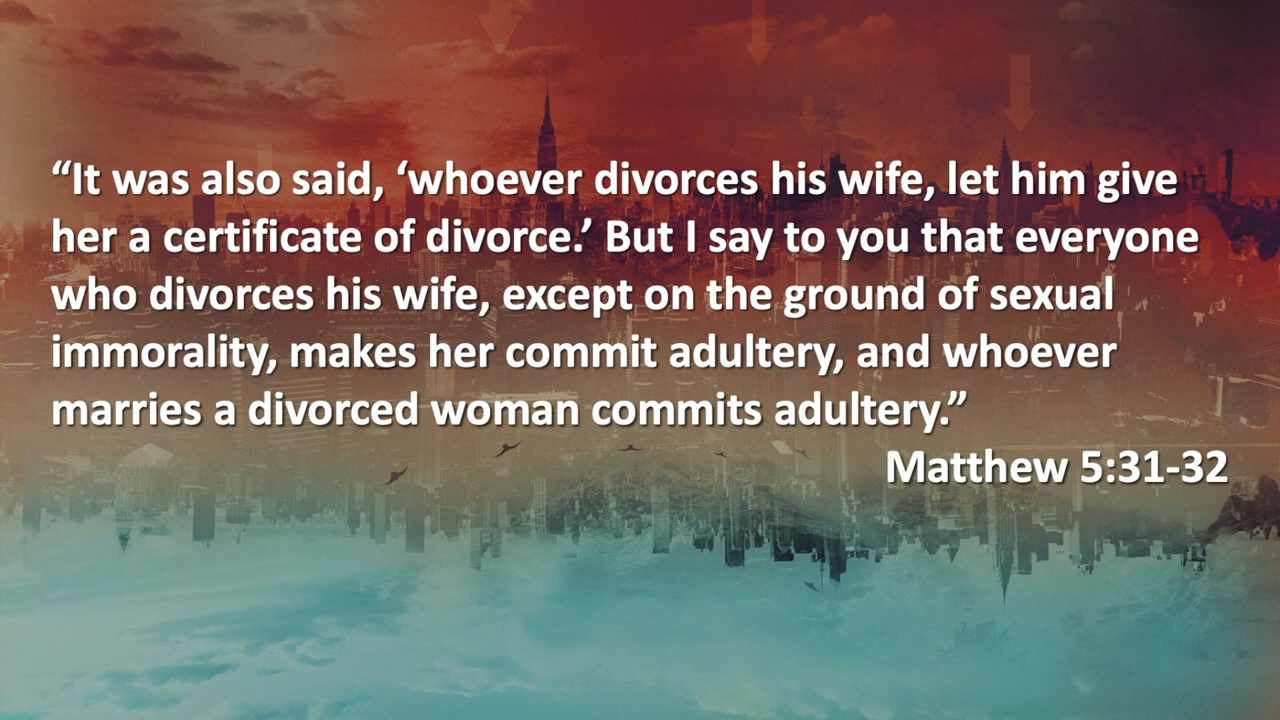 “It was also said, ‘whoever divorces his wife, let him give
her a certificate of divorce.’ But I say to you that everyone
who divorces his wife, except on the ground of sexual
immorality, makes her commit adultery, and whoever
marries a divorced woman commits adultery.”
Matthew 5:31-32